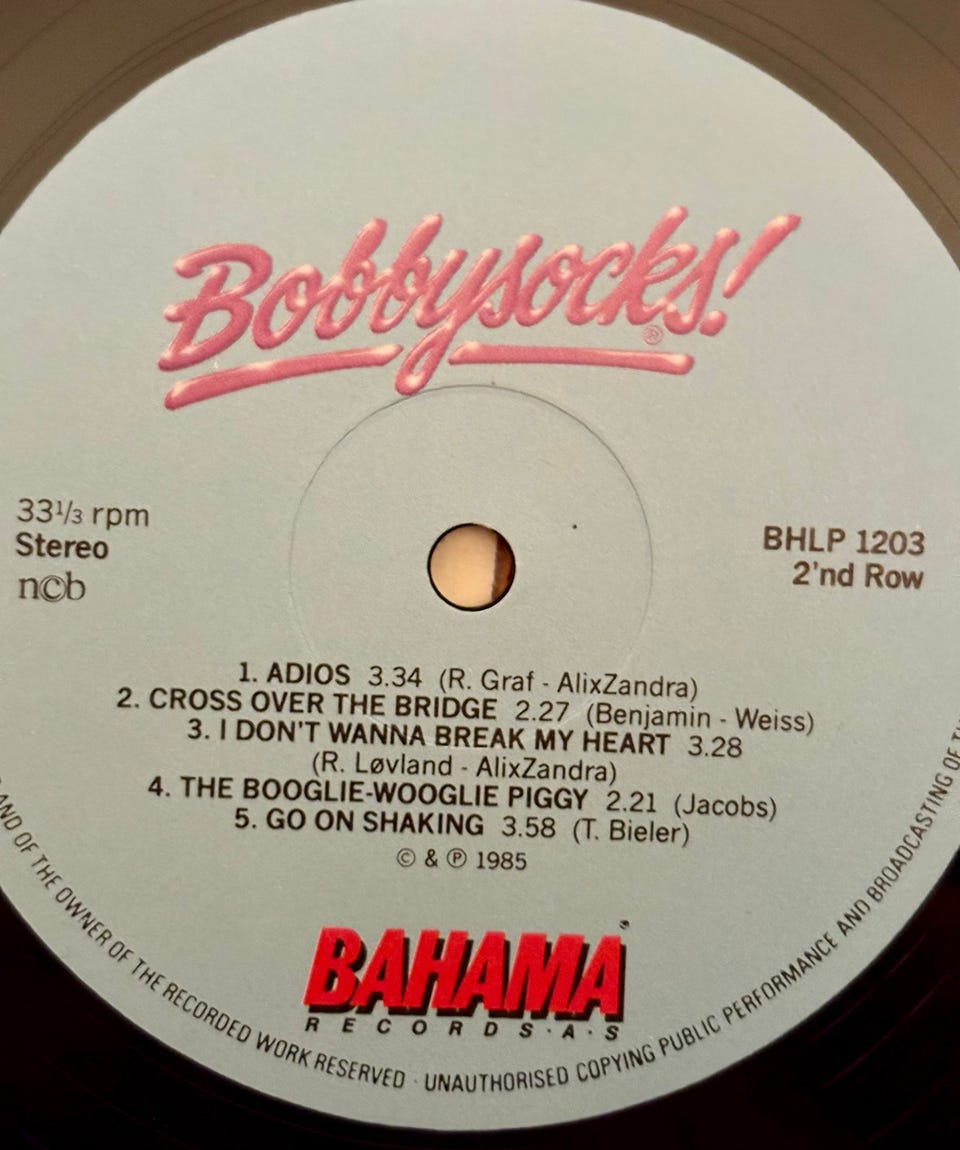 Bobbysocks!®
33 1/3 rpm
Stereo
n©b
BHLP 1203
2'nd Row
1. ADIOS 3.34 (R. Graf - AlixZandra)
2. CROSS OVER THE BRIDGE 2.27 (Benjamin - Weiss)
3. I DON'T WANNA BREAK MY HEART 3.28
(R. Løvland - AlixZandra)
4. THE BOOGLIE-WOOGLIE PIGGY 2.21 (Jacobs)
5. GO ON SHAKING 3.58 (T. Bieler)
© & ℗ 1985
BAHAMA
RECORDS·A·S
AND OF THE OWNER OF THE RECORDED WORK RESERVED · UNAUTHORISED COPYING PUBLIC PERFORMANCE AND BROADCASTING OF